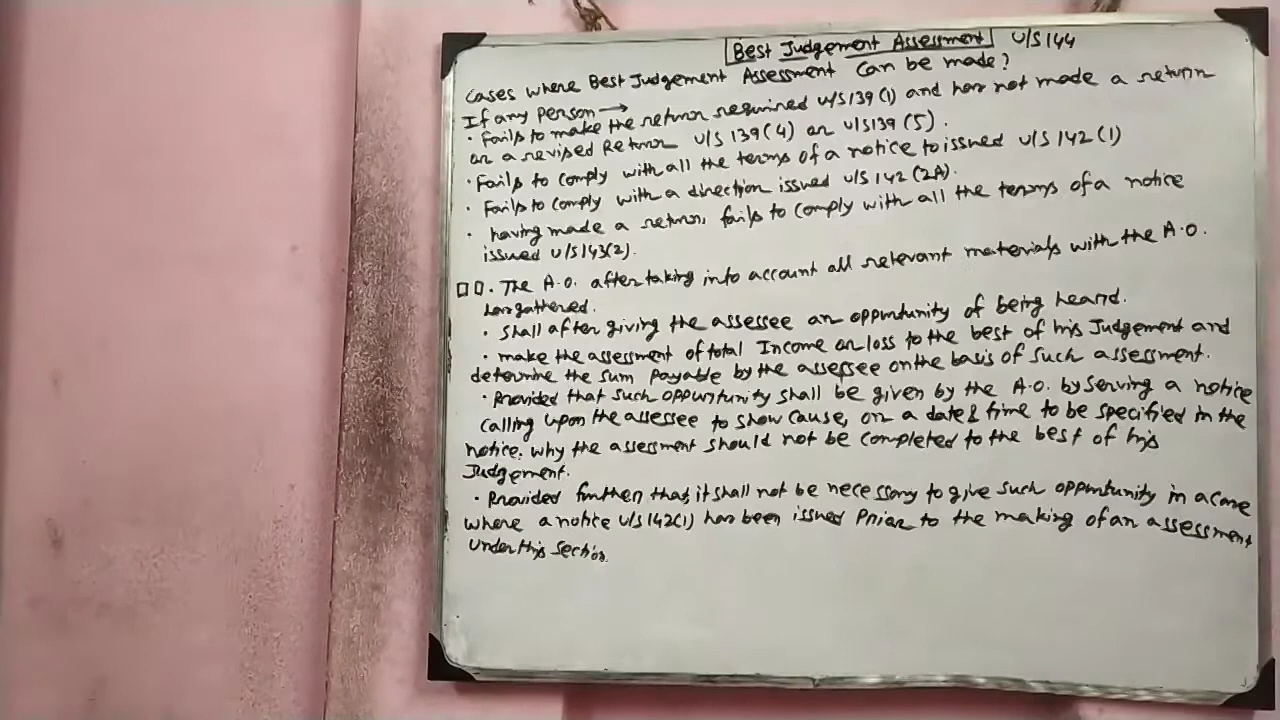 Best Judgement Assessment U/S 144
Cases where Best Judgement Assessment Can be made?
If any person →
• Fails to make the return required u/s 139(1) and has not made a return
or a revised Return u/s 139(4) or u/s 139(5).
• Fails to comply with all the terms of a notice to issued u/s 142(1)
• Fails to comply with a direction issued u/s 142(2A).
• having made a return, fails to comply with all the terms of a notice
issued u/s 143(2).
□□. The A.O. after taking into account all relevant materials with the A.O.
has gathered.
• Shall after giving the assessee an opportunity of being heard.
• make the assessment of total Income or loss to the best of his Judgement and
determine the sum payable by the assessee on the basis of such assessment.
• Provided that such oppurtunity shall be given by the A.O. by serving a notice
calling upon the assessee to show cause, on a date & time to be specified in the
notice. why the assessment should not be completed to the best of his
Judgement.
• Provided further that, it shall not be necessary to give such opportunity in a case
where a notice u/s 142(1) has been issued Prior to the making of an assessment
Under this section.